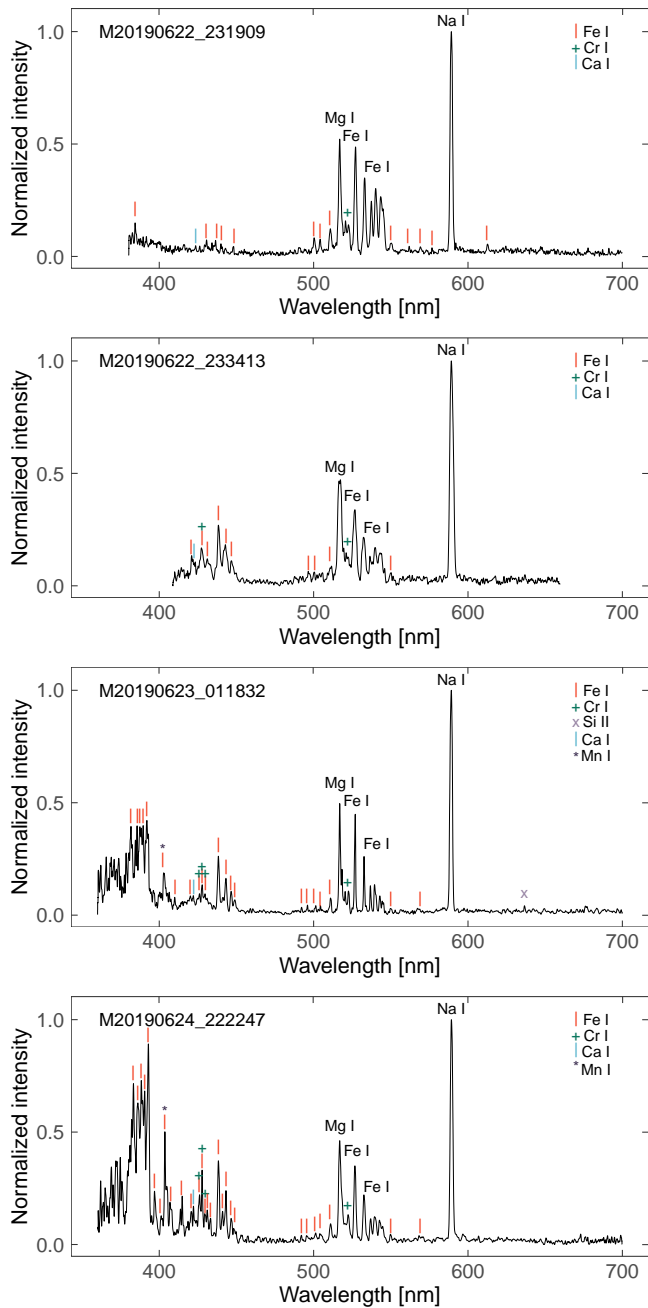 M20190622_231909
Na I
Fe I
+ Cr I
Ca I
Mg I
Fe I
Fe I
+
1.0
0.5
0.0
Normalized intensity
400 500 600 700
Wavelength [nm]
M20190622_233413
Na I
Fe I
+ Cr I
Ca I
Mg I
Fe I
Fe I
+
+
1.0
0.5
0.0
Normalized intensity
400 500 600 700
Wavelength [nm]
M20190623_011832
Na I
Fe I
+ Cr I
x Si II
Ca I
* Mn I
Mg I
Fe I
Fe I
*
+
+ +
+
x
1.0
0.5
0.0
Normalized intensity
400 500 600 700
Wavelength [nm]
M20190624_222247
Na I
Fe I
+ Cr I
Ca I
* Mn I
*
Mg I
Fe I
Fe I
+
+
+
+
1.0
0.5
0.0
Normalized intensity
400 500 600 700
Wavelength [nm]